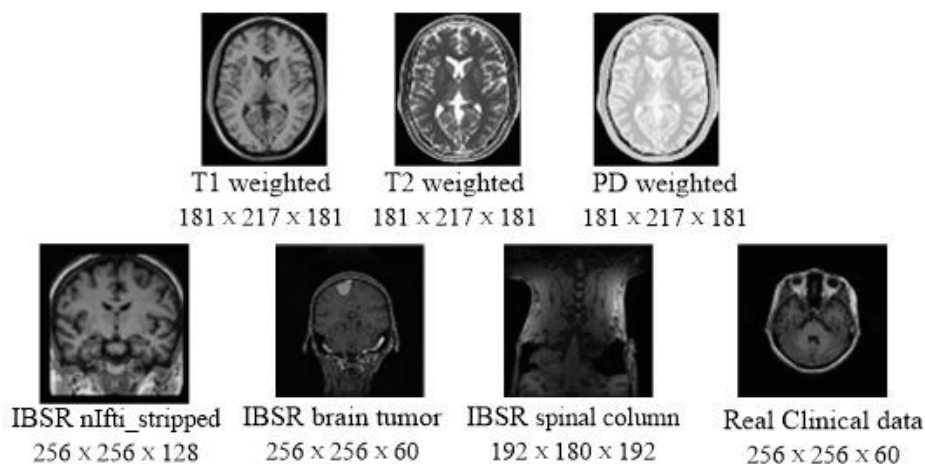 T1 weighted
181 x 217 x 181
T2 weighted
181 x 217 x 181
PD weighted
181 x 217 x 181
IBSR nIfti_stripped
256 x 256 x 128
IBSR brain tumor
256 x 256 x 60
IBSR spinal column
192 x 180 x 192
Real Clinical data
256 x 256 x 60